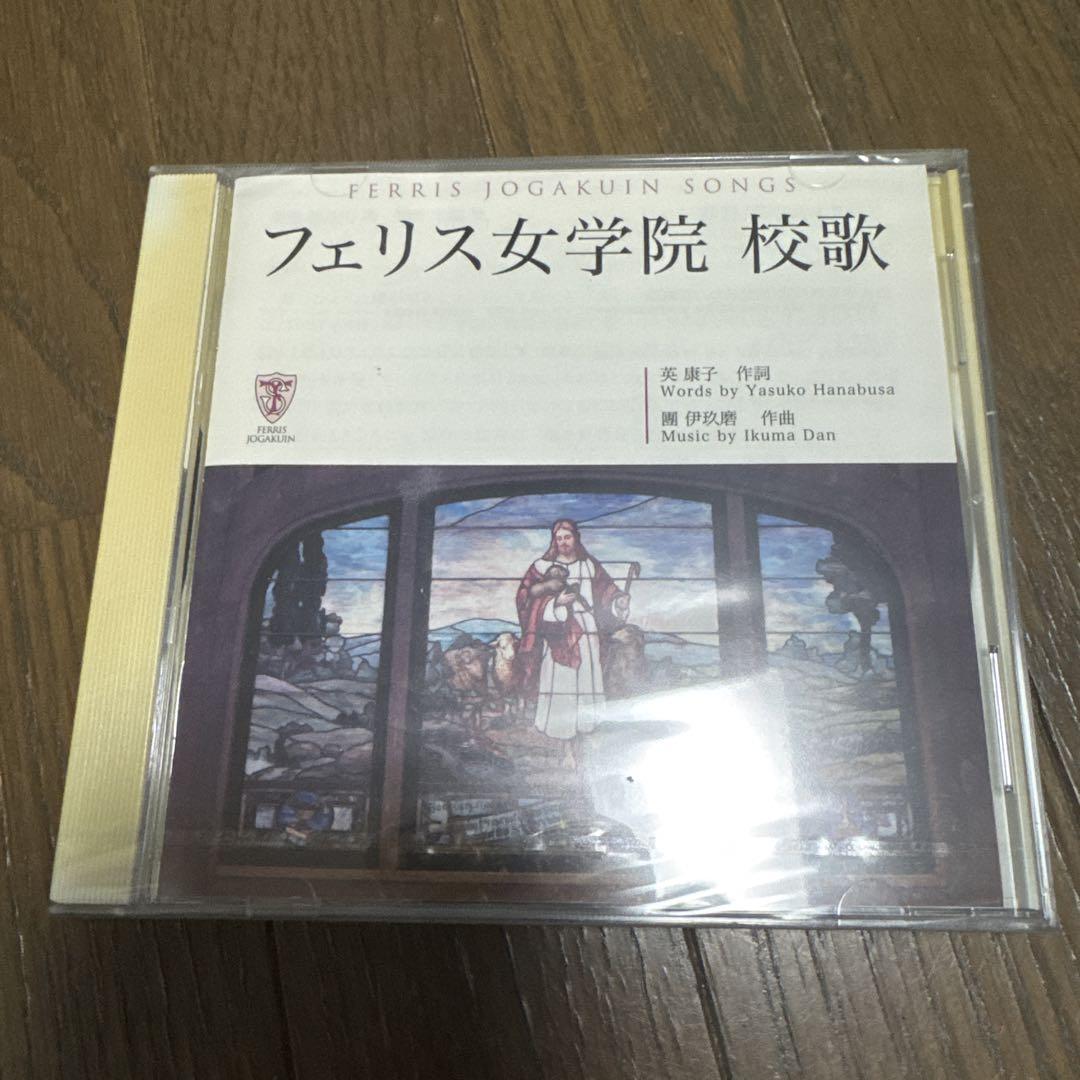 FERRIS JOGAKUIN SONGS
フェリス女学院 校歌
英 康子 作詞
Words by Yasuko Hanabusa
團 伊玖磨 作曲
Music by Ikuma Dan
FERRIS
JOGAKUIN